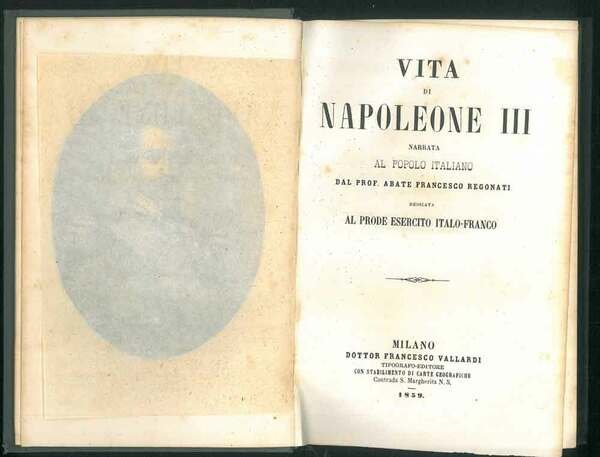 VITA
DI
NAPOLEONE III
NARRATA
AL POPOLO ITALIANO
DAL PROF. ABATE FRANCESCO REGONATI
DEDICATA
AL PRODE ESERCITO ITALO-FRANCO
MILANO
DOTTOR FRANCESCO VALLARDI
TIPOGRAFO-EDITORE
CON STABILIMENTO DI CARTE GEOGRAFICHE
Contrada S. Margherita N. 5,
1859.